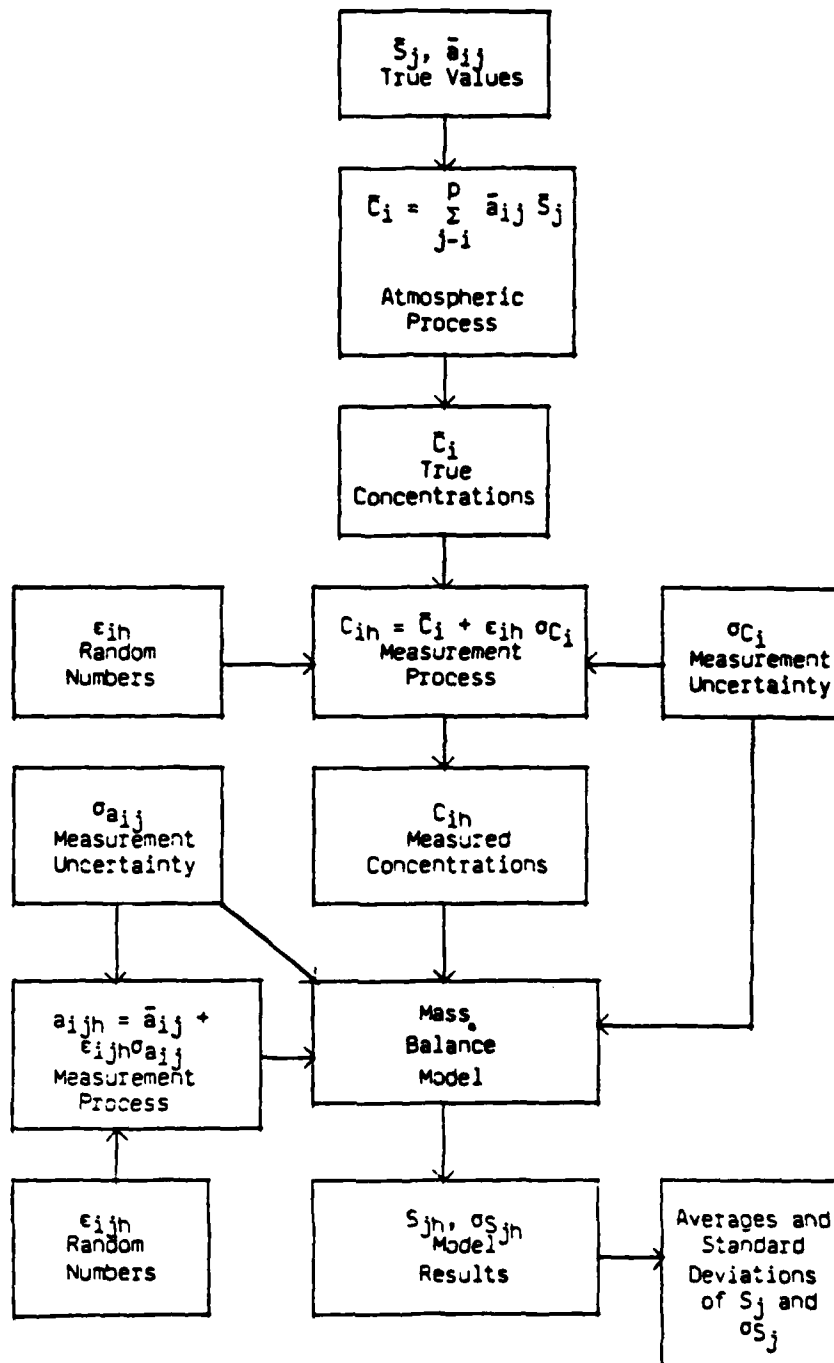 S̄j, āij
True Values
p
C̄i = Σ āij S̄j
j-i
Atmospheric
Process
C̄i
True
Concentrations
εih
Random
Numbers
Cih = C̄i + εih σCi
Measurement
Process
σCi
Measurement
Uncertainty
σaij
Measurement
Uncertainty
Cih
Measured
Concentrations
aijh = āij +
εijhσaij
Measurement
Process
Mass
Balance
Model
εijh
Random
Numbers
Sjh, σSjh
Model
Results
Averages and
Standard
Deviations
of Sj and
σSj